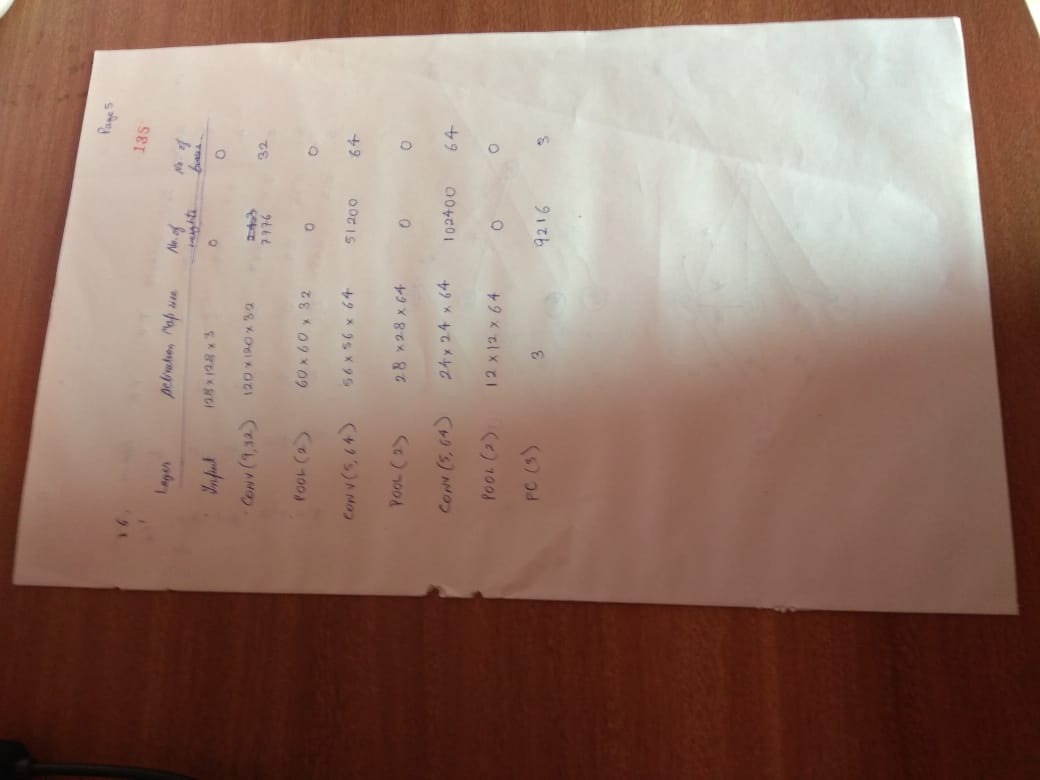 Page 5
135
16.
Layer Activation Map size No. of weights No of biases
Input 128 x 128 x 3 0 0
CONV (9,32) 120 x 120 x 32 7776 32
POOL (2) 60 x 60 x 32 0 0
CONV (5,64) 56 x 56 x 64 51200 64
POOL (2) 28 x 28 x 64 0 0
CONV (5,64) 24 x 24 x 64 102400 64
POOL (2) 12 x 12 x 64 0 0
FC (3) 3 9216 3